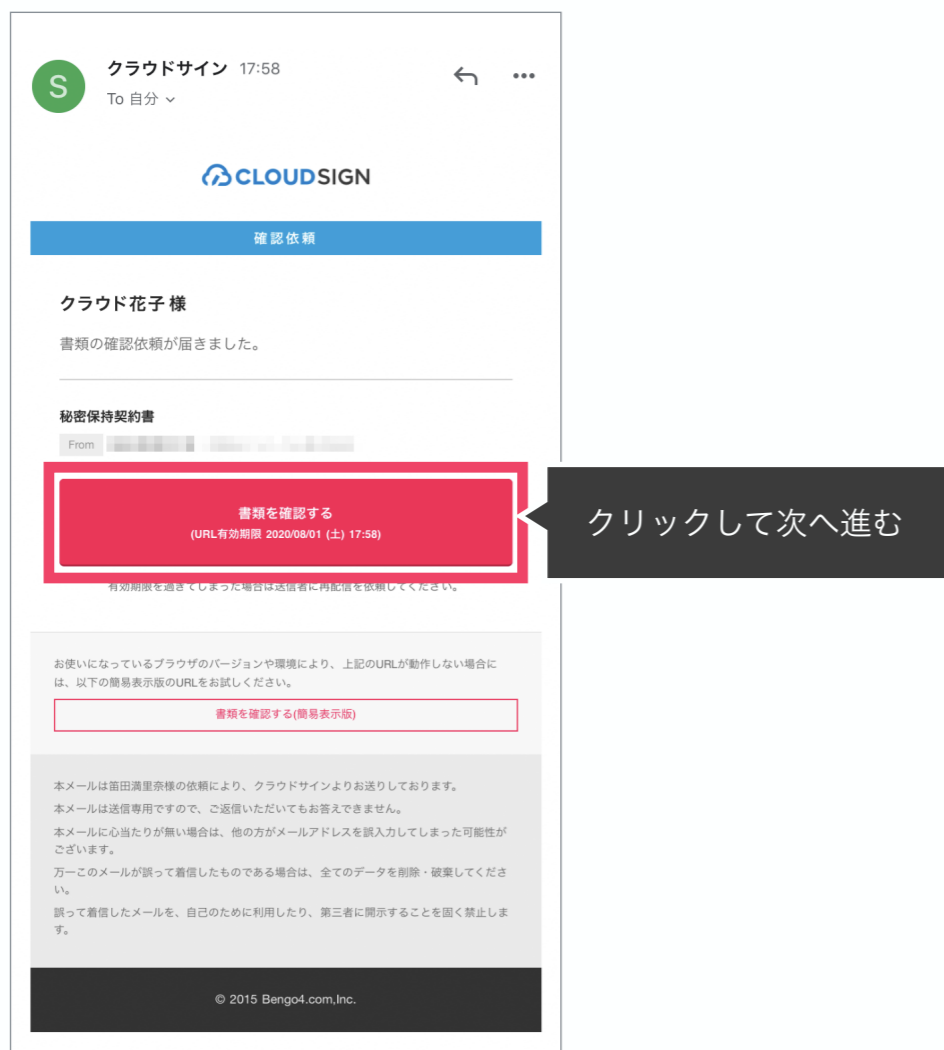 S
クラウドサイン 17:58
To 自分
CLOUDSIGN
確認依頼
クラウド花子 様
書類の確認依頼が届きました。
秘密保持契約書
From
書類を確認する
(URL有効期限 2020/08/01 (土) 17:58)
クリックして次へ進む
有効期限を過ぎてしまった場合は送信者に再配信を依頼してください。
お使いになっているブラウザのバージョンや環境により、上記のURLが動作しない場合に
は、以下の簡易表示版のURLをお試しください。
書類を確認する(簡易表示版)
本メールは笛田満里奈様の依頼により、クラウドサインよりお送りしております。
本メールは送信専用ですので、ご返信いただいてもお答えできません。
本メールに心当たりが無い場合は、他の方がメールアドレスを誤入力してしまった可能性が
ございます。
万一このメールが誤って着信したものである場合は、全てのデータを削除・破棄してくださ
い。
誤って着信したメールを、自己のために利用したり、第三者に開示することを固く禁止しま
す。
© 2015 Bengo4.com,Inc.